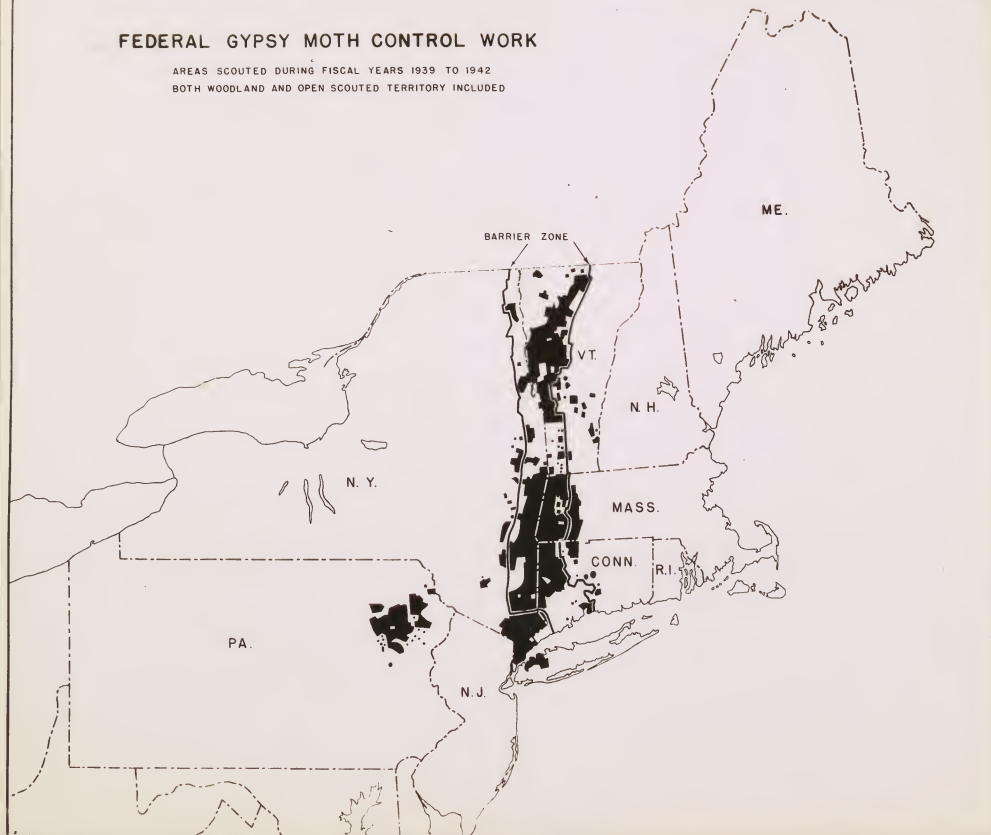 FEDERAL GYPSY MOTH CONTROL WORK
AREAS SCOUTED DURING FISCAL YEARS 1939 TO 1942
BOTH WOODLAND AND OPEN SCOUTED TERRITORY INCLUDED
ME.
BARRIER ZONE
VT.
N.H.
N.Y.
MASS.
CONN.
R.I.
PA.
N.J.